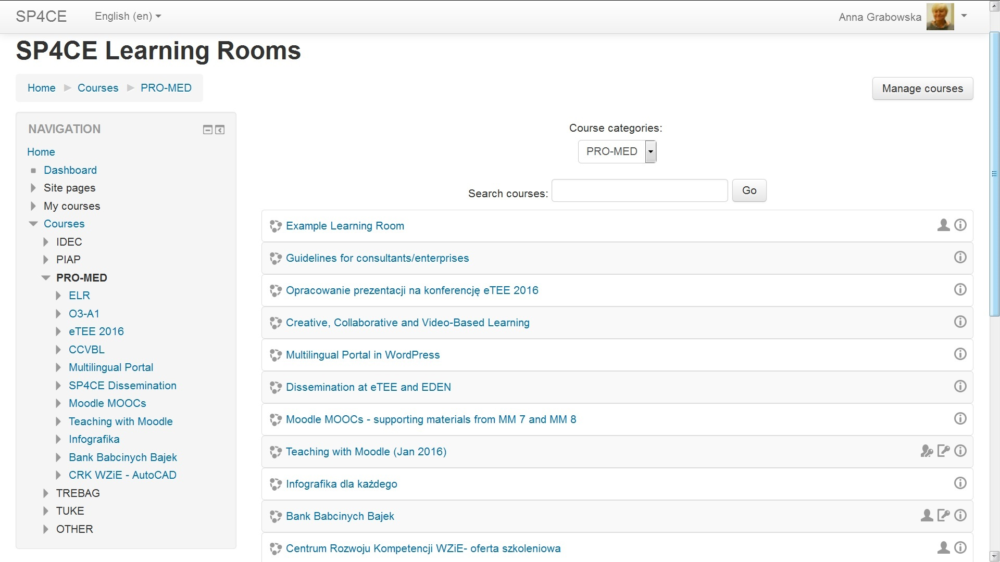 SP4CE
English (en)
Anna Grabowska
SP4CE Learning Rooms
Home
Courses
PRO-MED
Manage courses
NAVIGATION
Home
Dashboard
Site pages
My courses
Courses
IDEC
PIAP
PRO-MED
ELR
O3-A1
eTEE 2016
CCVBL
Multilingual Portal
SP4CE Dissemination
Moodle MOOCs
Teaching with Moodle
Infografika
Bank Babcinych Bajek
CRK WZiE - AutoCAD
TREBAG
TUKE
OTHER
Course categories:
PRO-MED
Search courses:
Go
Example Learning Room
Guidelines for consultants/enterprises
Opracowanie prezentacji na konferencję eTEE 2016
Creative, Collaborative and Video-Based Learning
Multilingual Portal in WordPress
Dissemination at eTEE and EDEN
Moodle MOOCs - supporting materials from MM 7 and MM 8
Teaching with Moodle (Jan 2016)
Infografika dla każdego
Bank Babcinych Bajek
Centrum Rozwoju Kompetencji WZiE- oferta szkoleniowa